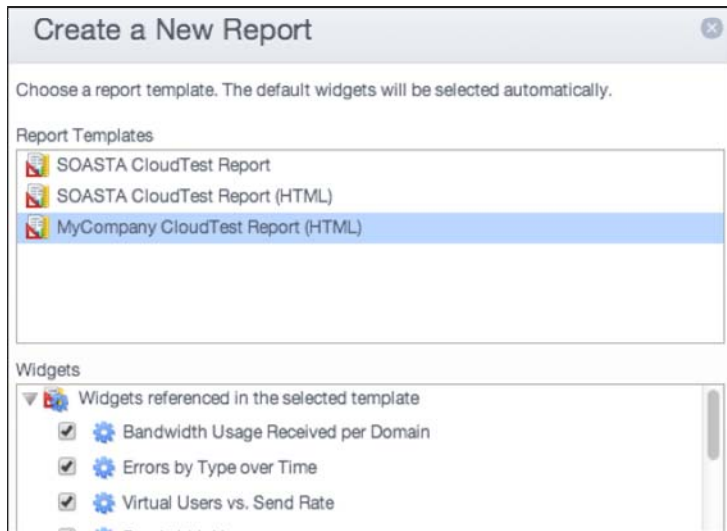 Create a New Report
Choose a report template. The default widgets will be selected automatically.
Report Templates
SOASTA CloudTest Report
SOASTA CloudTest Report (HTML)
MyCompany CloudTest Report (HTML)
Widgets
Widgets referenced in the selected template
Bandwidth Usage Received per Domain
Errors by Type over Time
Virtual Users vs. Send Rate